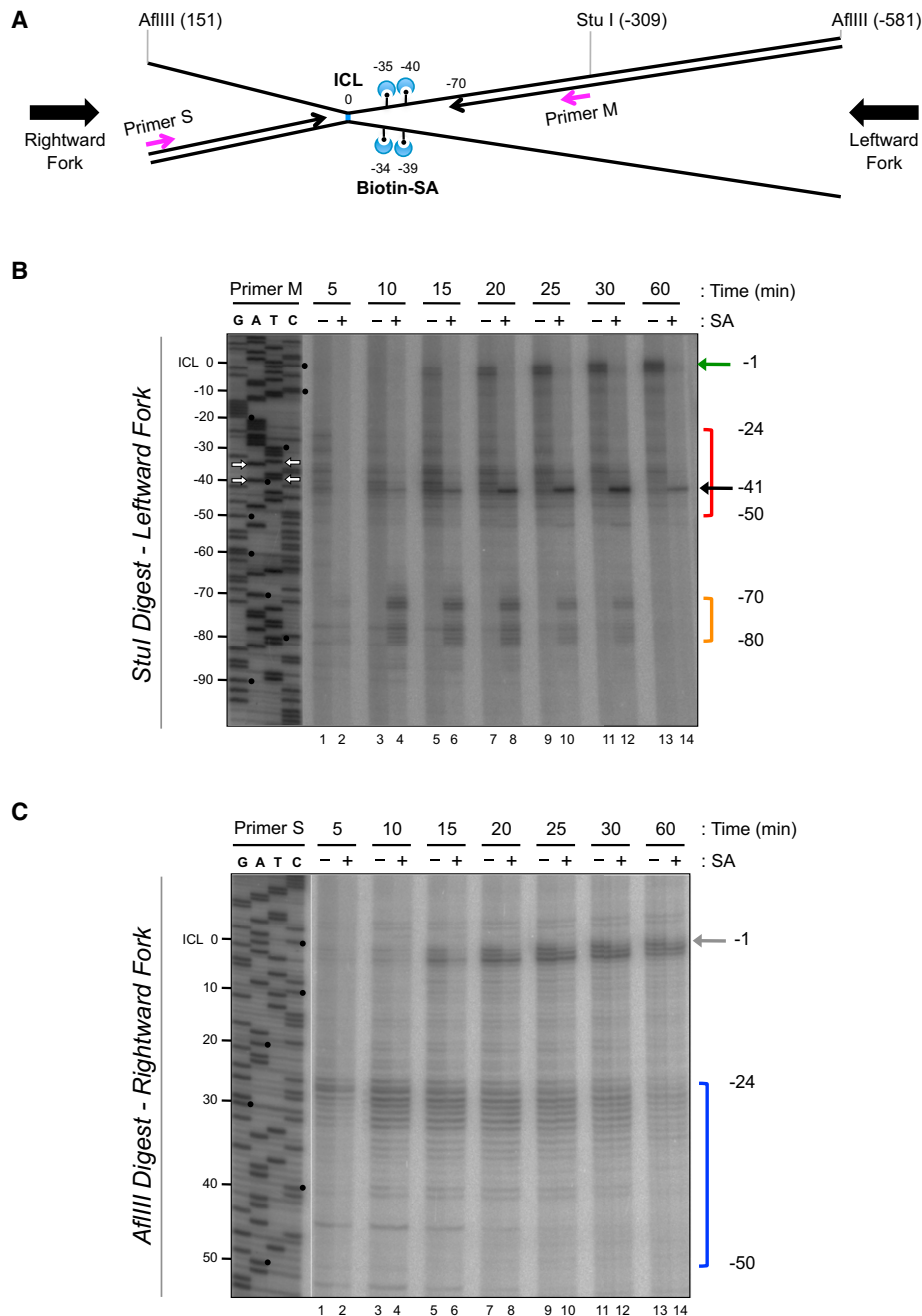 A
AflIII (151)
Stu I (-309)
AflIII (-581)
ICL
0
-35
-40
-70
Primer S
Primer M
Rightward
Fork
Leftward
Fork
-34
-39
Biotin-SA
B
Primer M 5 10 15 20 25 30 60 : Time (min)
G A T C – + – + – + – + – + – + – + : SA
StuI Digest - Leftward Fork
ICL 0
-10
-20
-30
-40
-50
-60
-70
-80
-90
-1
-24
-41
-50
-70
-80
1 2 3 4 5 6 7 8 9 10 11 12 13 14
C
Primer S 5 10 15 20 25 30 60 : Time (min)
G A T C – + – + – + – + – + – + – + : SA
AflIII Digest - Rightward Fork
ICL 0
10
20
30
40
50
-1
-24
-50
1 2 3 4 5 6 7 8 9 10 11 12 13 14